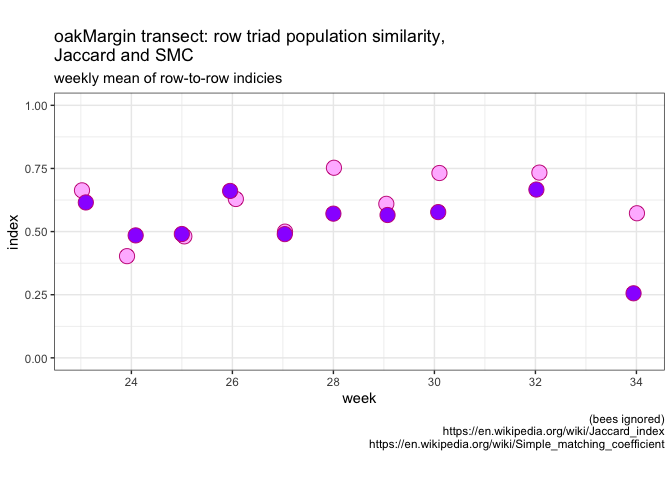 oakMargin transect: row triad population similarity,
Jaccard and SMC
weekly mean of row-to-row indicies
1.00
0.75
0.50
0.25
0.00
index
24 26 28 30 32 34
week
(bees ignored)
https://en.wikipedia.org/wiki/Jaccard_index
https://en.wikipedia.org/wiki/Simple_matching_coefficient